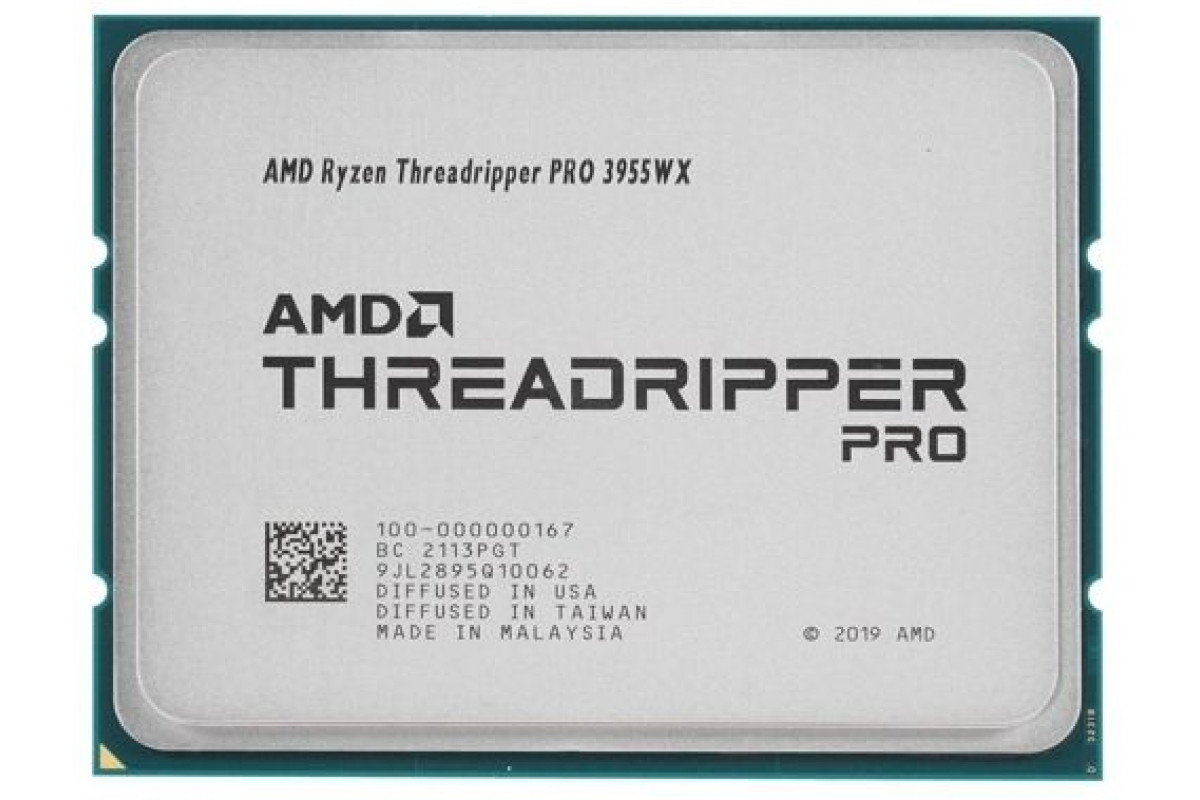 AMD Ryzen Threadripper PRO 3955WX
AMD
THREADRIPPER
PRO
100-000000167
BC 2113PGT
9JL2895Q10062
DIFFUSED IN USA
DIFFUSED IN TAIWAN
MADE IN MALAYSIA
© 2019 AMD